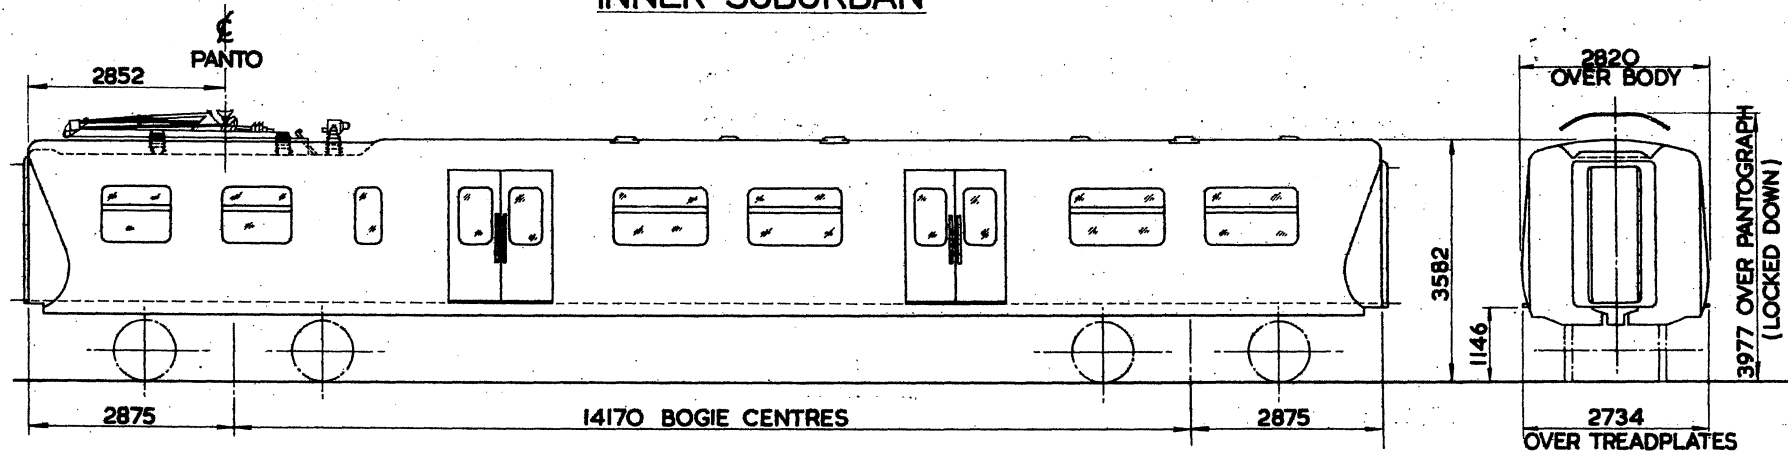 INNER SUBURBAN
℄
PANTO
2852
2820
OVER BODY
3582
1146
3977 OVER PANTOGRAPH
(LOCKED DOWN)
2875
14170 BOGIE CENTRES
2875
2734
OVER TREADPLATES